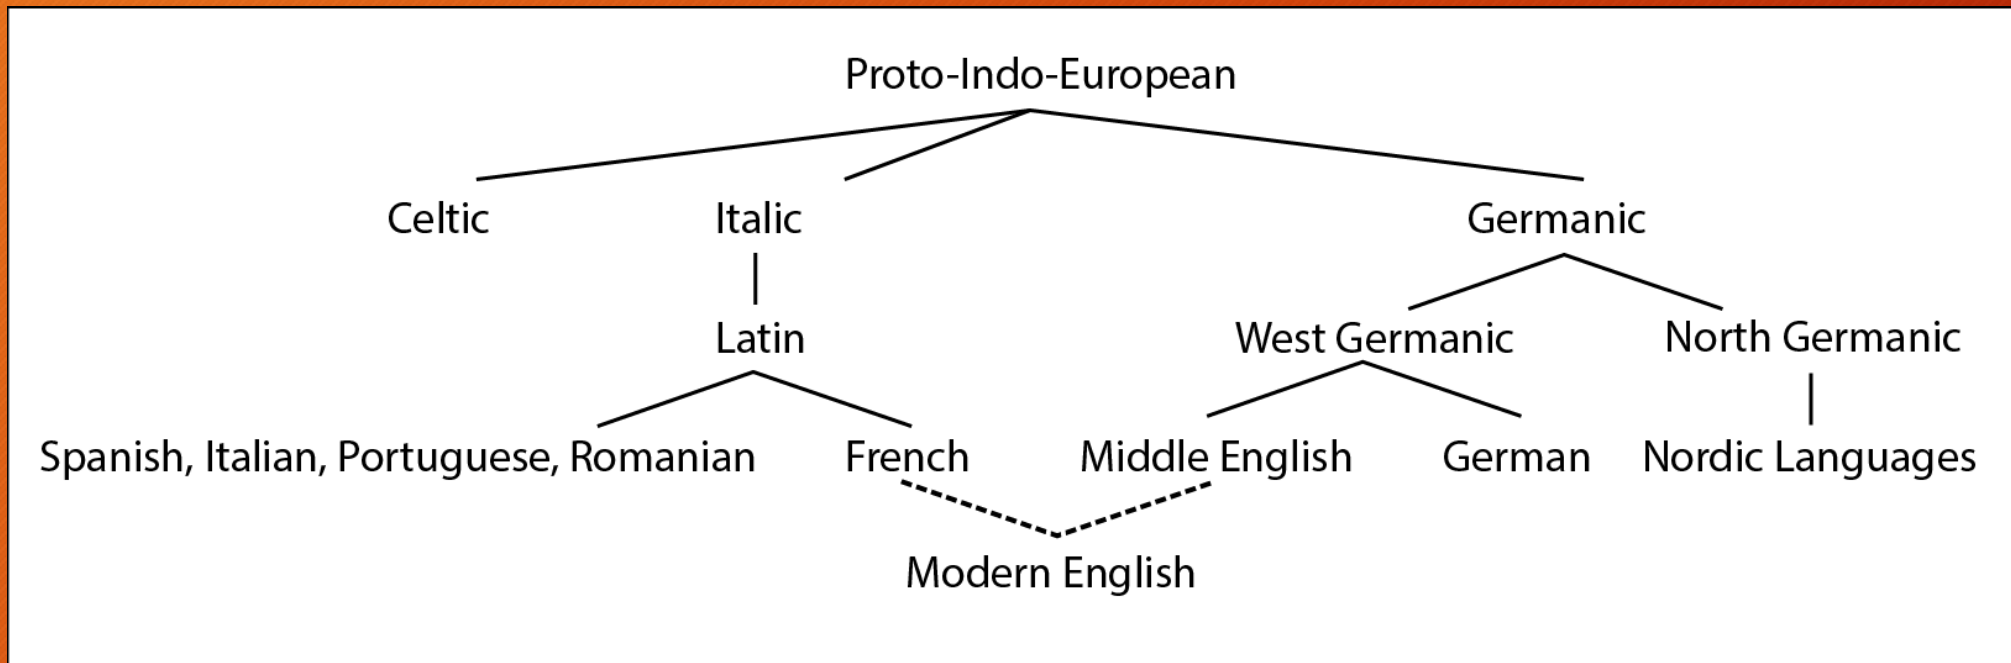 Proto-Indo-European
Celtic
Italic
Germanic
Latin
West Germanic
North Germanic
Spanish, Italian, Portuguese, Romanian
French
Middle English
German
Nordic Languages
Modern English